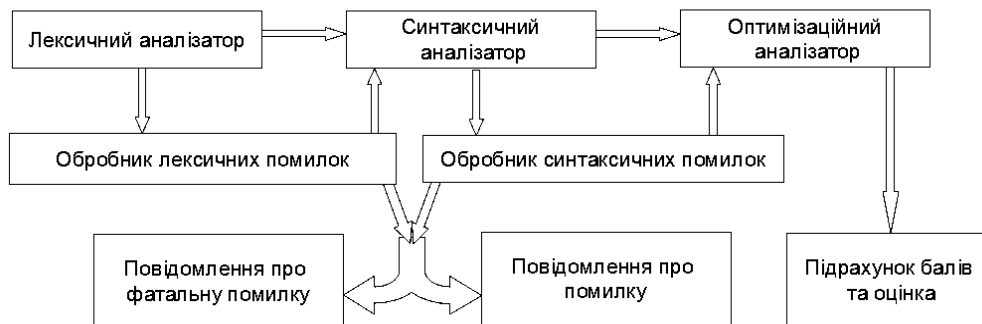 Лексичний аналізатор
Синтаксичний
аналізатор
Оптимізаційний
аналізатор
Обробник лексичних помилок
Обробник синтаксичних помилок
Повідомлення про
фатальну помилку
Повідомлення про
помилку
Підрахунок балів
та оцінка